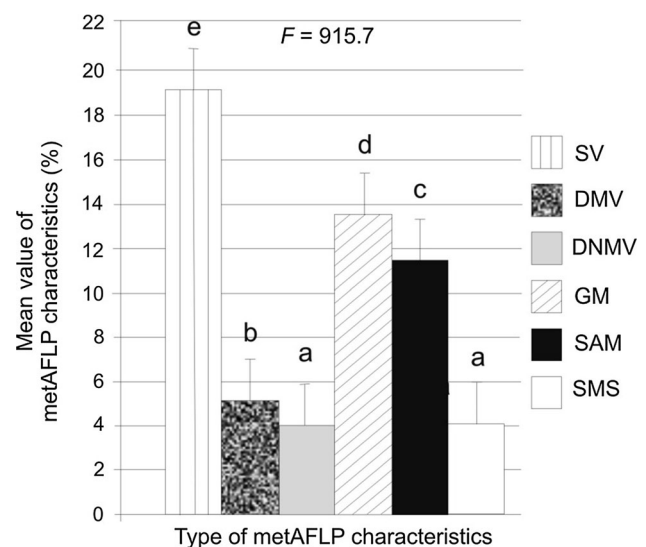 22
20
18
16
14
12
10
8
6
4
2
0
Mean value of
metAFLP characteristics (%)
F = 915.7
e
b
a
d
c
a
SV
DMV
DNMV
GM
SAM
SMS
Type of metAFLP characteristics